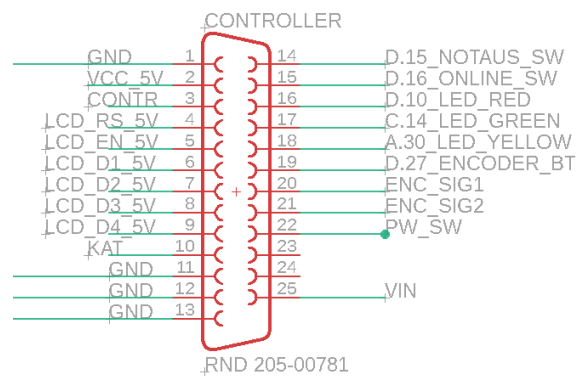 CONTROLLER
GND 1 14 D.15_NOTAUS_SW
VCC_5V 2 15 D.16_ONLINE_SW
CONTR 3 16 D.10_LED_RED
LCD_RS_5V 4 17 C.14_LED_GREEN
LCD_EN_5V 5 18 A.30_LED_YELLOW
LCD_D1_5V 6 19 D.27_ENCODER_BT
LCD_D2_5V 7 20 ENC_SIG1
LCD_D3_5V 8 21 ENC_SIG2
LCD_D4_5V 9 22 PW_SW
KAT 10 23
GND 11 24
GND 12 25 VIN
GND 13
RND 205-00781